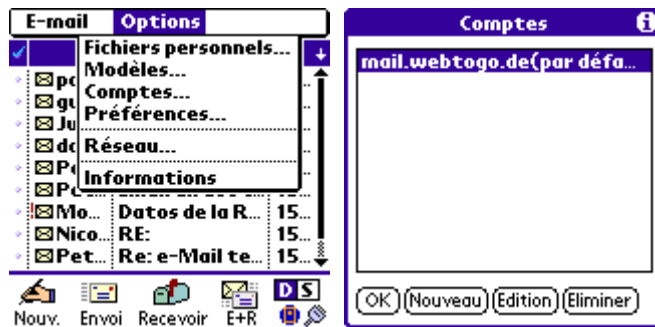 E-mail Options
Fichiers personnels...
Modèles...
Comptes...
Préférences...
Réseau...
Informations
Mo... Datos de la R... 15...
Nico... RE: 15...
Pet... Re: e-Mail te... 15...
D S
Nouv. Envoi Recevoir E+R
Comptes
mail.webtogo.de(par défa...
OK Nouveau Edition Eliminer